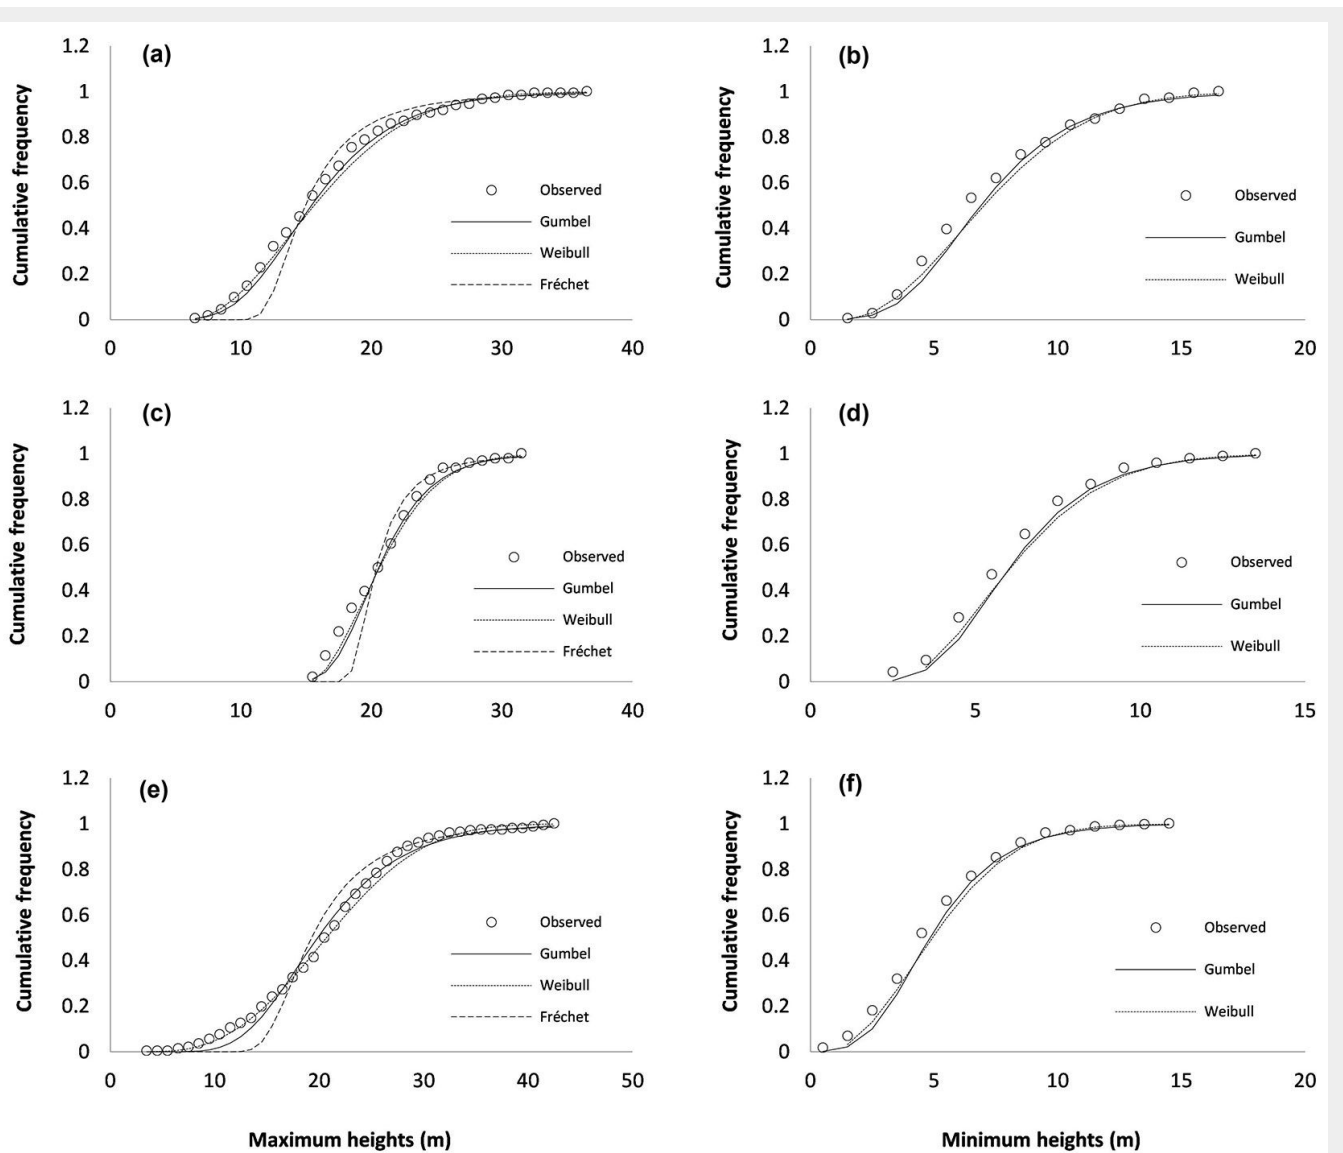 (a)
Cumulative frequency
1.2
1
0.8
0.6
0.4
0.2
0
0 10 20 30 40
Observed
Gumbel
Weibull
Fréchet
(b)
Cumulative frequency
1.2
1
0.8
0.6
0.4
0.2
0
0 5 10 15 20
Observed
Gumbel
Weibull
(c)
Cumulative frequency
1.2
1
0.8
0.6
0.4
0.2
0
0 10 20 30 40
Observed
Gumbel
Weibull
Fréchet
(d)
Cumulative frequency
1.2
1
0.8
0.6
0.4
0.2
0
0 5 10 15
Observed
Gumbel
Weibull
(e)
Cumulative frequency
1.2
1
0.8
0.6
0.4
0.2
0
0 10 20 30 40 50
Observed
Gumbel
Weibull
Fréchet
Maximum heights (m)
(f)
Cumulative frequency
1.2
1
0.8
0.6
0.4
0.2
0
0 5 10 15 20
Observed
Gumbel
Weibull
Minimum heights (m)